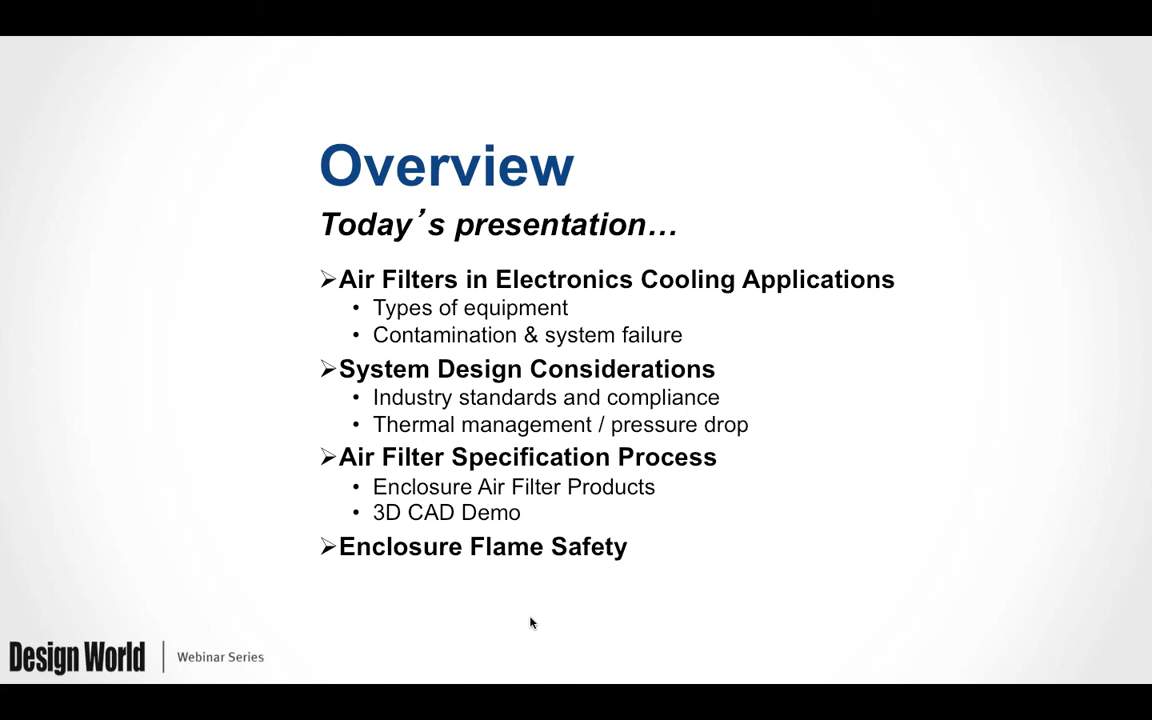 Overview
Today's presentation…
➢Air Filters in Electronics Cooling Applications
• Types of equipment
• Contamination & system failure
➢System Design Considerations
• Industry standards and compliance
• Thermal management / pressure drop
➢Air Filter Specification Process
• Enclosure Air Filter Products
• 3D CAD Demo
➢Enclosure Flame Safety
Design World | Webinar Series